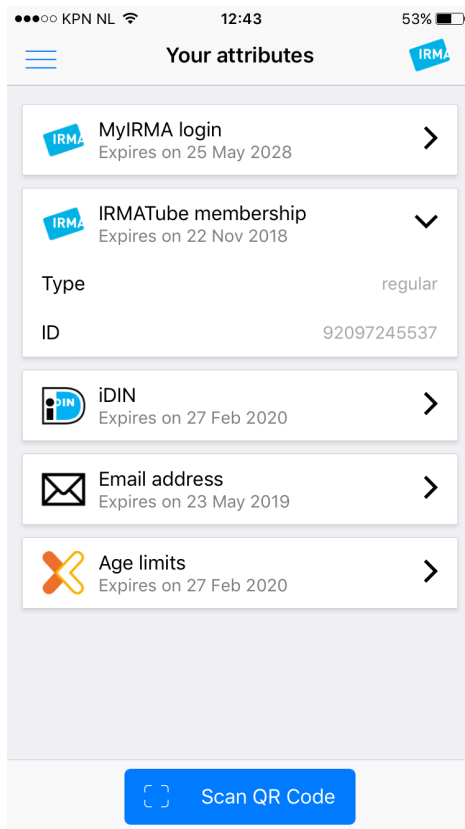 KPN NL 12:43 53%
Your attributes
IRMA
IRMA
MyIRMA login
Expires on 25 May 2028
IRMA
IRMATube membership
Expires on 22 Nov 2018
Type regular
ID 92097245537
iDIN
iDIN
Expires on 27 Feb 2020
Email address
Expires on 23 May 2019
Age limits
Expires on 27 Feb 2020
Scan QR Code